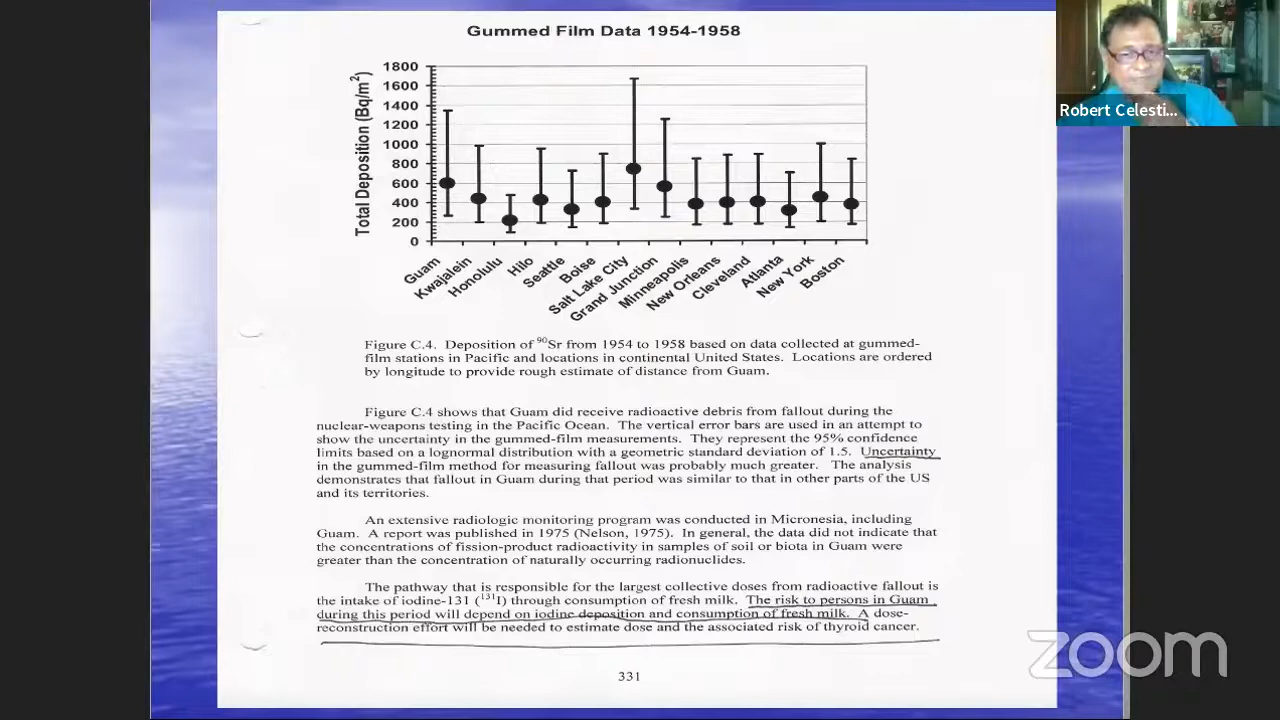 Gummed Film Data 1954-1958
Total Deposition (Bq/m²)
1800
1600
1400
1200
1000
800
600
400
200
0
Guam
Kwajalein
Honolulu
Hilo
Seattle
Boise
Salt Lake City
Grand Junction
Minneapolis
New Orleans
Cleveland
Atlanta
New York
Boston
Figure C.4. Deposition of ⁹⁰Sr from 1954 to 1958 based on data collected at gummed-
film stations in Pacific and locations in continental United States. Locations are ordered
by longitude to provide rough estimate of distance from Guam.
Figure C.4 shows that Guam did receive radioactive debris from fallout during the
nuclear-weapons testing in the Pacific Ocean. The vertical error bars are used in an attempt to
show the uncertainty in the gummed-film measurements. They represent the 95% confidence
limits based on a lognormal distribution with a geometric standard deviation of 1.5. Uncertainty
in the gummed-film method for measuring fallout was probably much greater. The analysis
demonstrates that fallout in Guam during that period was similar to that in other parts of the US
and its territories.
An extensive radiologic monitoring program was conducted in Micronesia, including
Guam. A report was published in 1975 (Nelson, 1975). In general, the data did not indicate that
the concentrations of fission-product radioactivity in samples of soil or biota in Guam were
greater than the concentration of naturally occurring radionuclides.
The pathway that is responsible for the largest collective doses from radioactive fallout is
the intake of iodine-131 (¹³¹I) through consumption of fresh milk. The risk to persons in Guam
during this period will depend on iodine deposition and consumption of fresh milk. A dose-
reconstruction effort will be needed to estimate dose and the associated risk of thyroid cancer.
331
Robert Celesti...
zoom